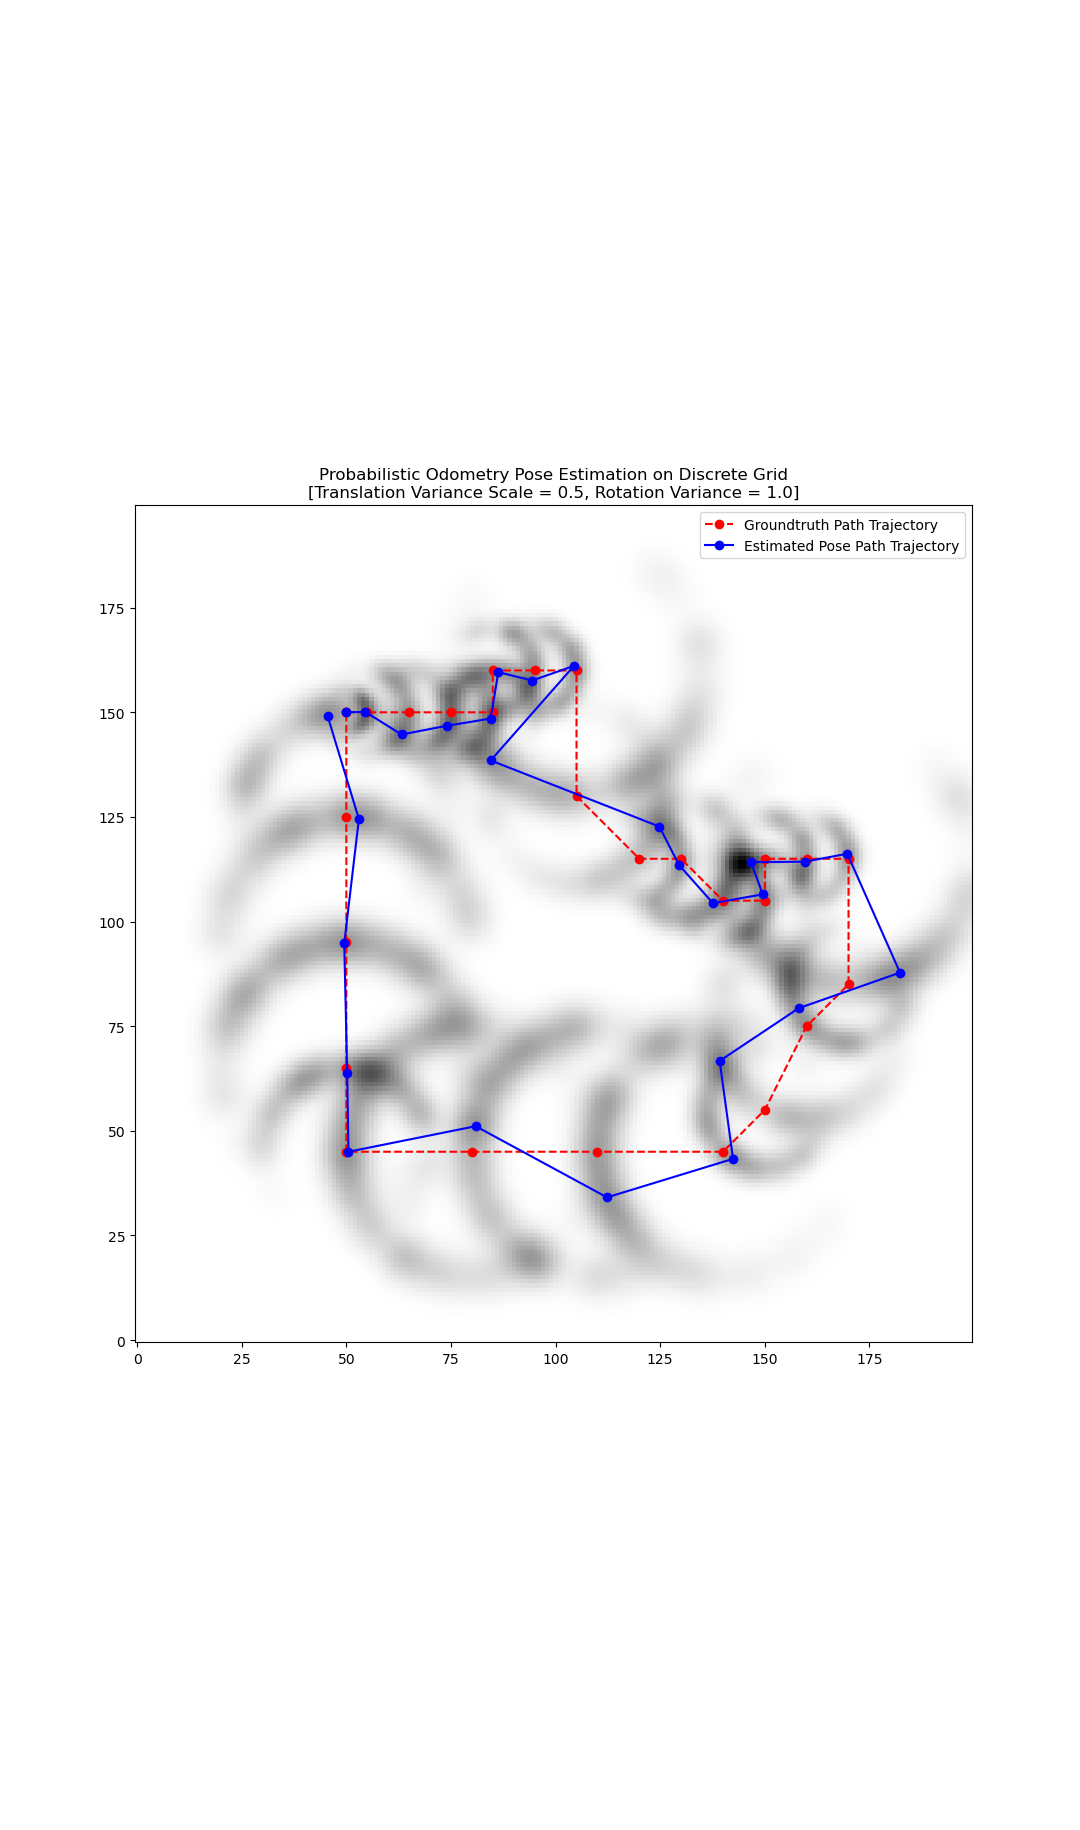 Probabilistic Odometry Pose Estimation on Discrete Grid
[Translation Variance Scale = 0.5, Rotation Variance = 1.0]
Groundtruth Path Trajectory
Estimated Pose Path Trajectory
175
150
125
100
75
50
25
0
0 25 50 75 100 125 150 175